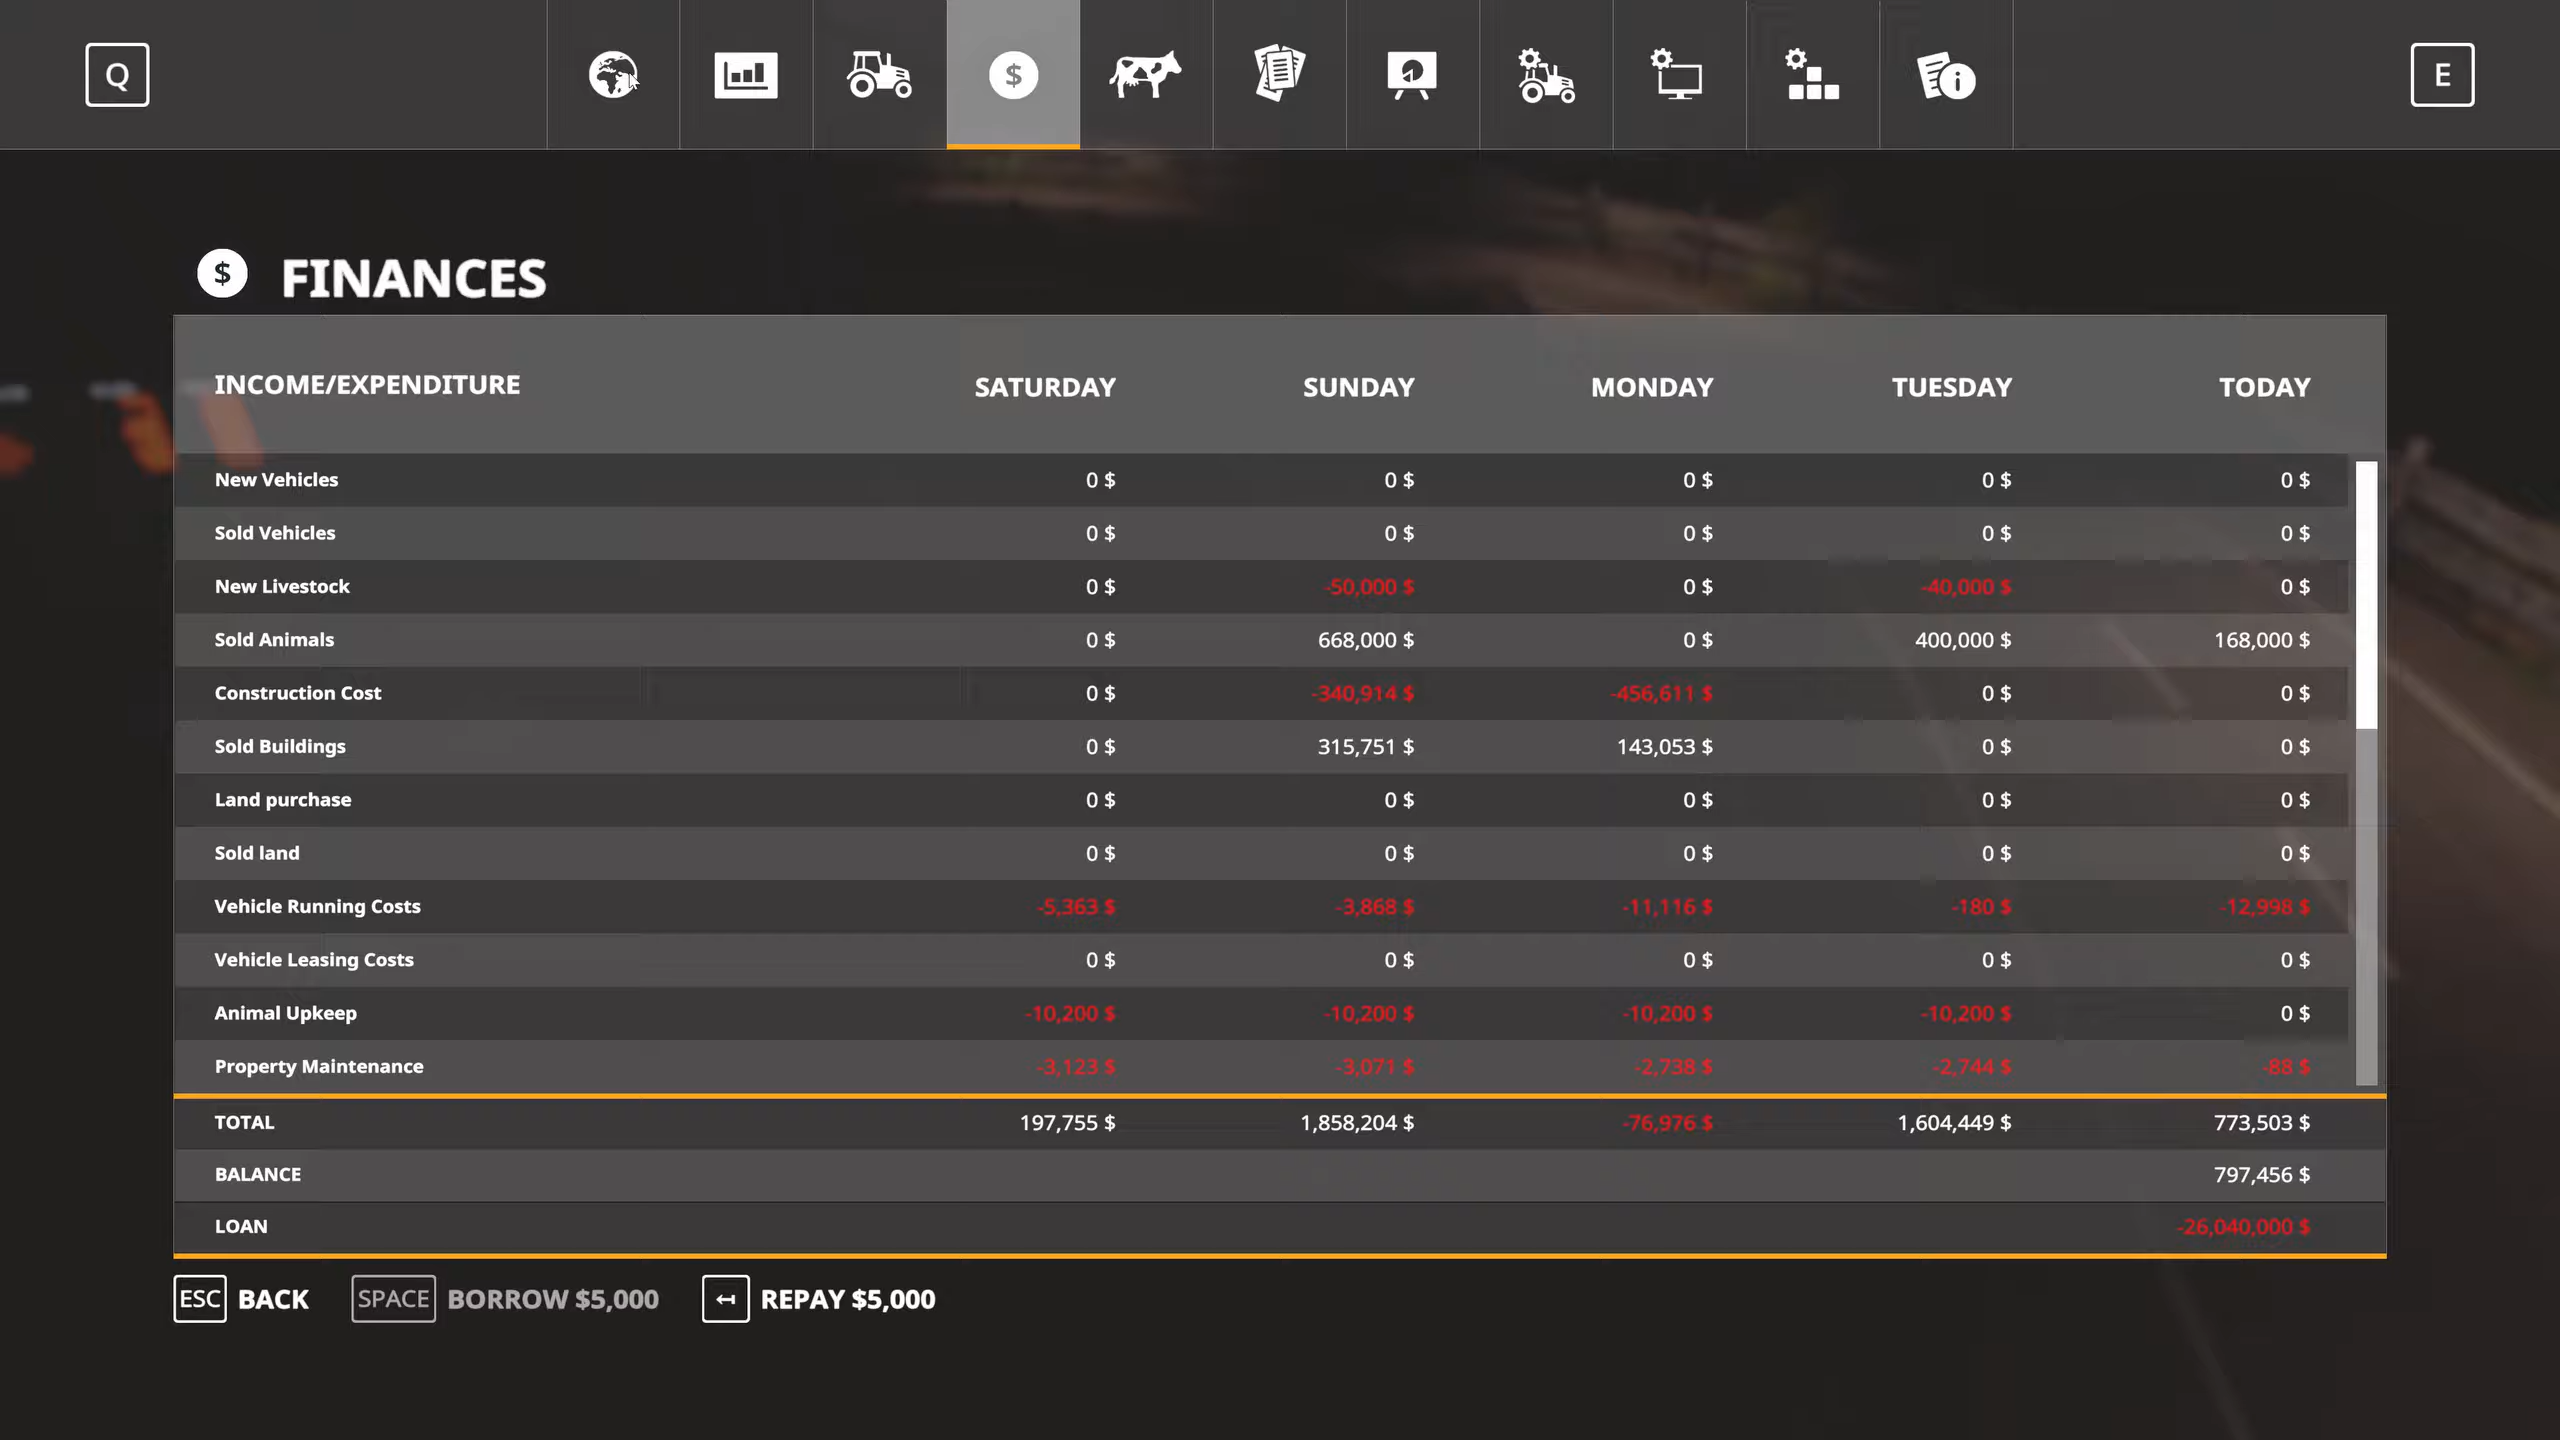 Q $ E
$ FINANCES
INCOME/EXPENDITURE SATURDAY SUNDAY MONDAY TUESDAY TODAY
New Vehicles 0 $ 0 $ 0 $ 0 $ 0 $
Sold Vehicles 0 $ 0 $ 0 $ 0 $ 0 $
New Livestock 0 $ -50,000 $ 0 $ -40,000 $ 0 $
Sold Animals 0 $ 668,000 $ 0 $ 400,000 $ 168,000 $
Construction Cost 0 $ -340,914 $ -456,611 $ 0 $ 0 $
Sold Buildings 0 $ 315,751 $ 143,053 $ 0 $ 0 $
Land purchase 0 $ 0 $ 0 $ 0 $ 0 $
Sold land 0 $ 0 $ 0 $ 0 $ 0 $
Vehicle Running Costs -5,363 $ -3,868 $ -11,116 $ -180 $ -12,998 $
Vehicle Leasing Costs 0 $ 0 $ 0 $ 0 $ 0 $
Animal Upkeep -10,200 $ -10,200 $ -10,200 $ -10,200 $ 0 $
Property Maintenance -3,123 $ -3,071 $ -2,738 $ -2,744 $ -88 $
TOTAL 197,755 $ 1,858,204 $ -76,976 $ 1,604,449 $ 773,503 $
BALANCE 797,456 $
LOAN -26,040,000 $
ESC BACK SPACE BORROW $5,000 REPAY $5,000